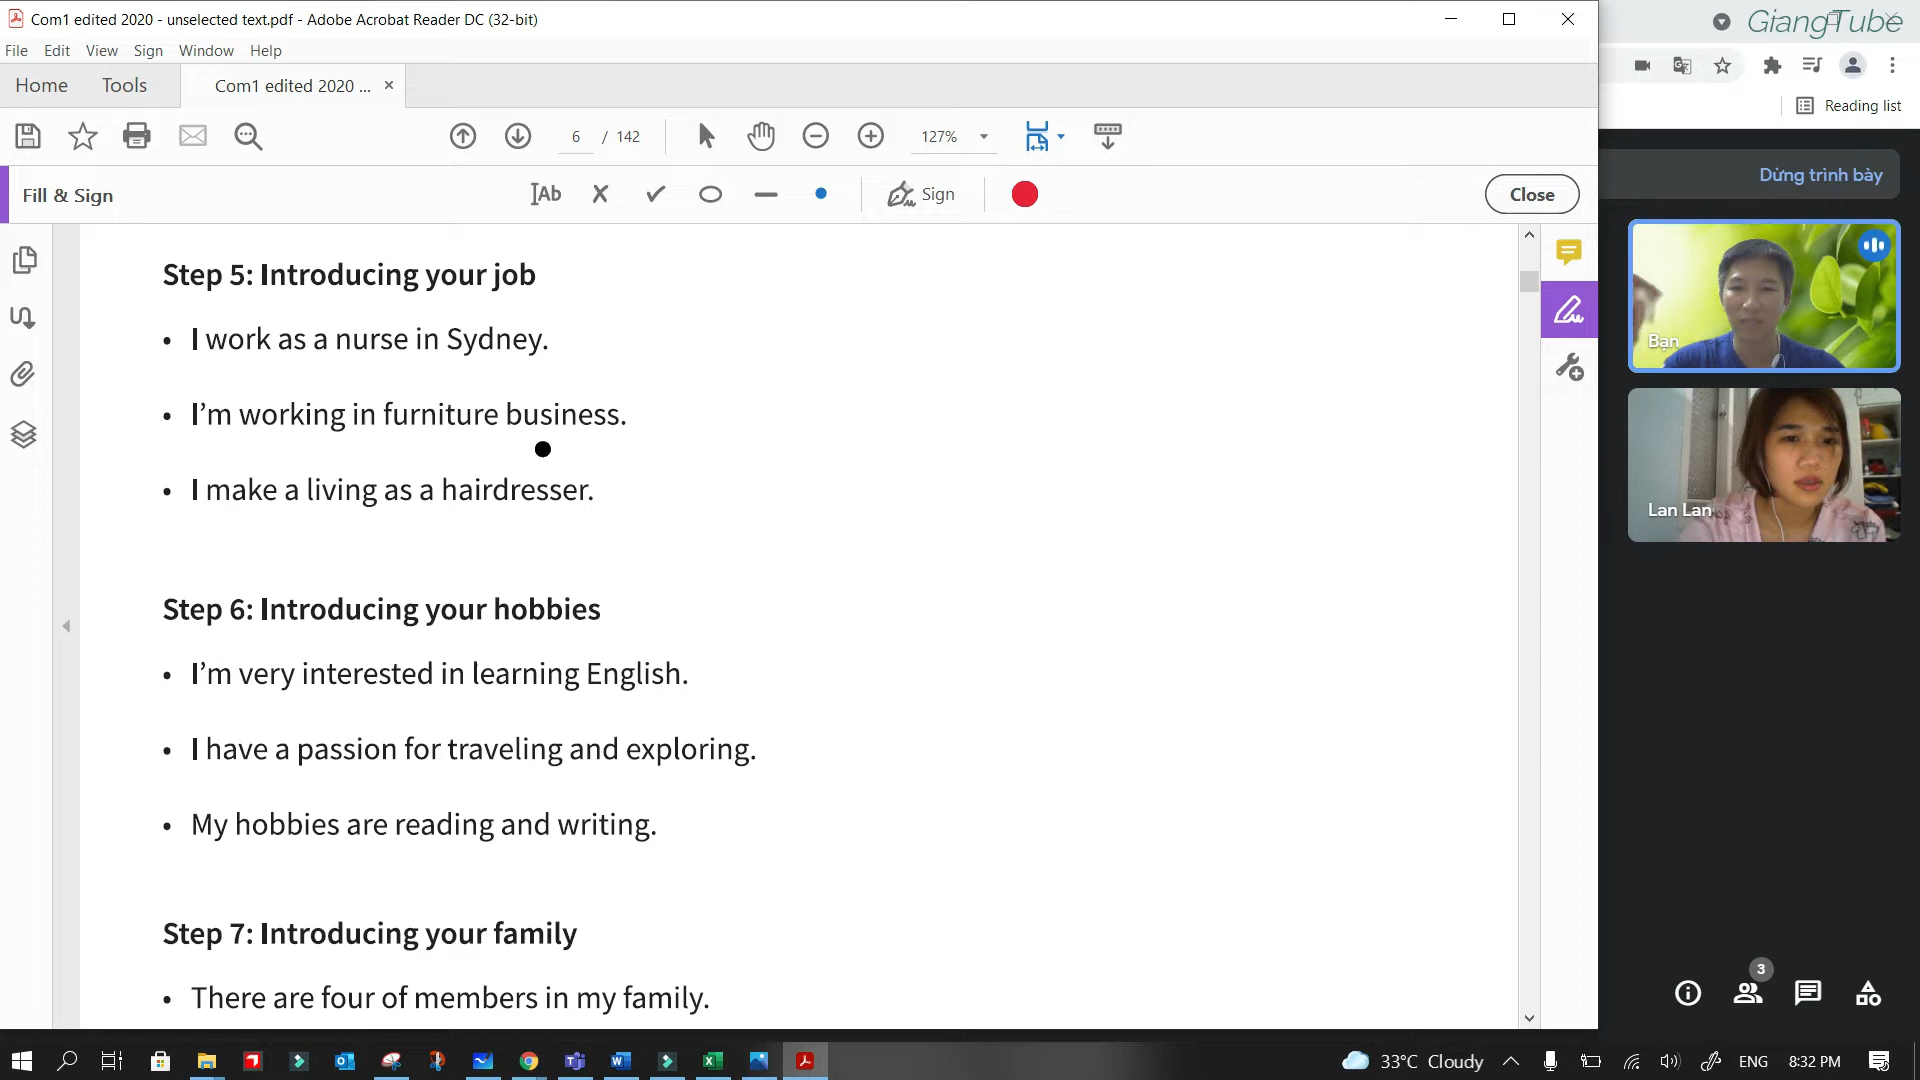 Com1 edited 2020 - unselected text.pdf - Adobe Acrobat Reader DC (32-bit)
GiangTube
File Edit View Sign Window Help
Home Tools Com1 edited 2020 ...
Reading list
6 / 142 127%
Dừng trình bày
Fill & Sign
Ab
Sign
Close
Step 5: Introducing your job
• I work as a nurse in Sydney.
Bạn
• I'm working in furniture business.
• I make a living as a hairdresser.
Lan Lan
Step 6: Introducing your hobbies
• I'm very interested in learning English.
• I have a passion for traveling and exploring.
• My hobbies are reading and writing.
Step 7: Introducing your family
3
• There are four of members in my family.
33°C Cloudy
ENG
8:32 PM